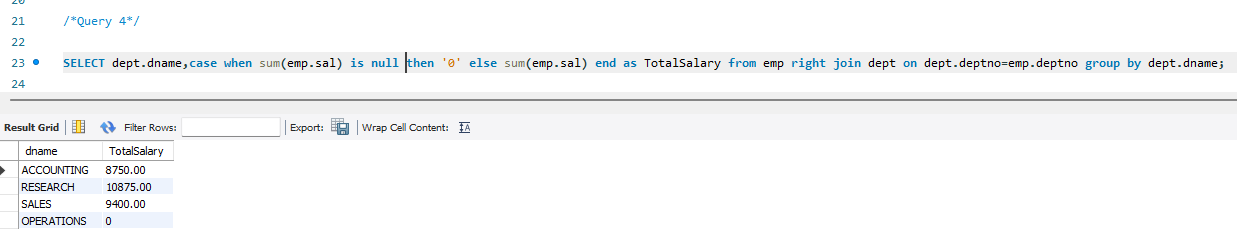 20
21 /*Query 4*/
22
23 SELECT dept.dname,case when sum(emp.sal) is null then '0' else sum(emp.sal) end as TotalSalary from emp right join dept on dept.deptno=emp.deptno group by dept.dname;
24
Result Grid Filter Rows: Export: Wrap Cell Content: IA
dname TotalSalary
ACCOUNTING 8750.00
RESEARCH 10875.00
SALES 9400.00
OPERATIONS 0